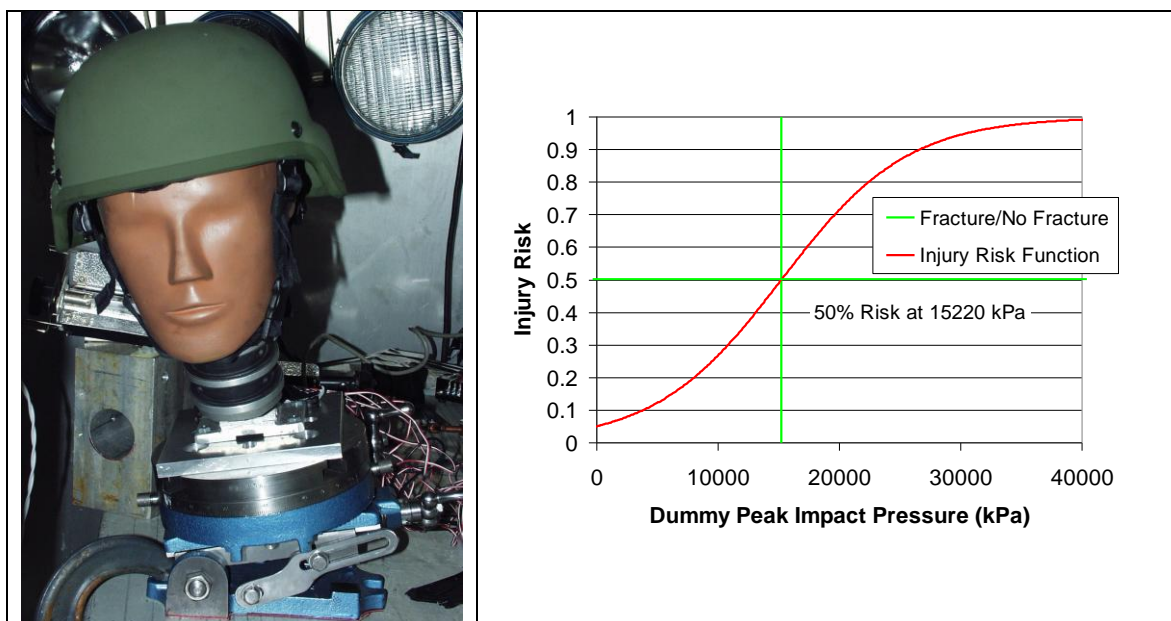 1
0.9
0.8
0.7
0.6
0.5
0.4
0.3
0.2
0.1
0
0 10000 20000 30000 40000
Injury Risk
Dummy Peak Impact Pressure (kPa)
Fracture/No Fracture
Injury Risk Function
50% Risk at 15220 kPa